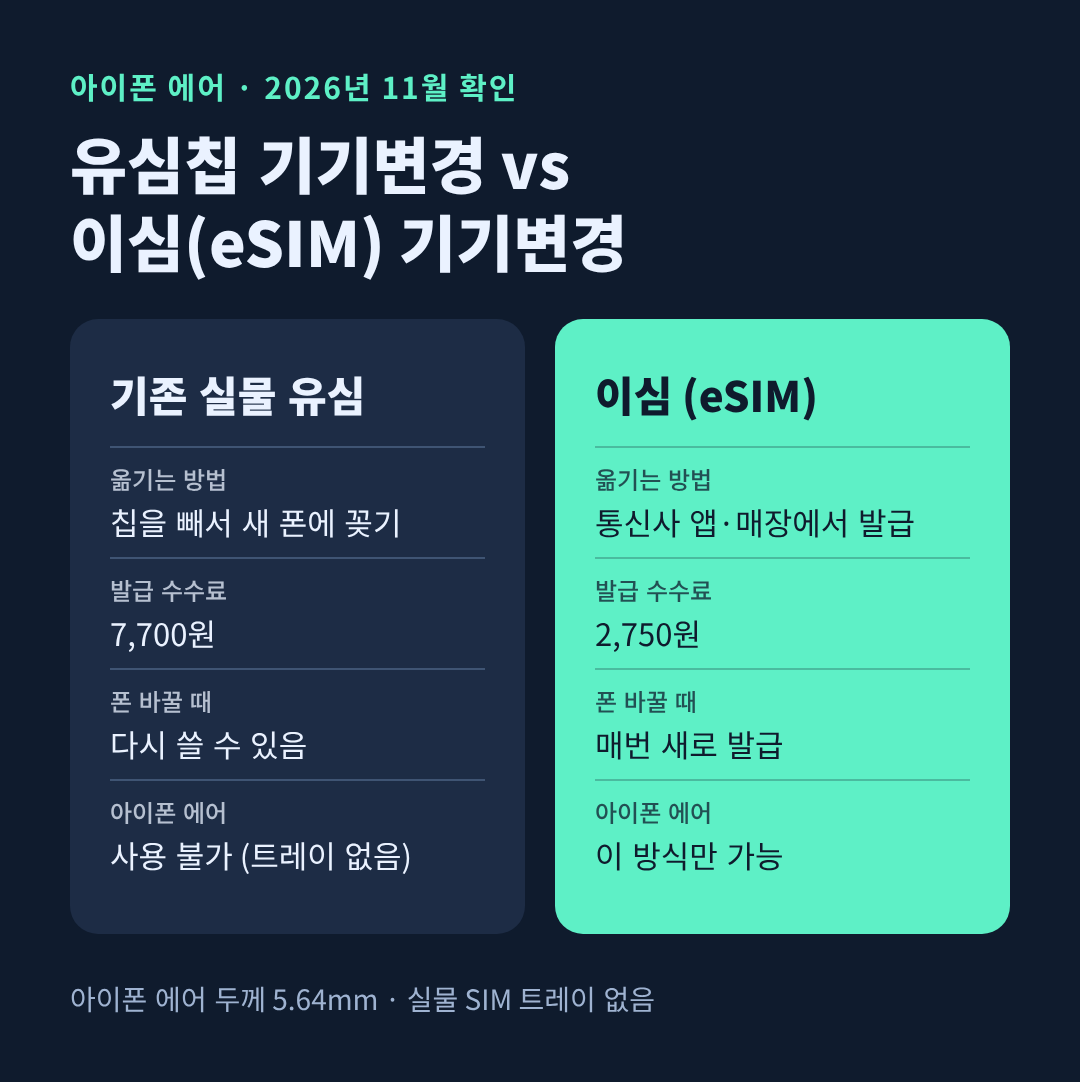 아이폰 에어 · 2026년 11월 확인
유심칩 기기변경 vs
이심(eSIM) 기기변경
기존 실물 유심
옮기는 방법
칩을 빼서 새 폰에 꽂기
발급 수수료
7,700원
폰 바꿀 때
다시 쓸 수 있음
아이폰 에어
사용 불가 (트레이 없음)
이심 (eSIM)
옮기는 방법
통신사 앱·매장에서 발급
발급 수수료
2,750원
폰 바꿀 때
매번 새로 발급
아이폰 에어
이 방식만 가능
아이폰 에어 두께 5.64mm · 실물 SIM 트레이 없음